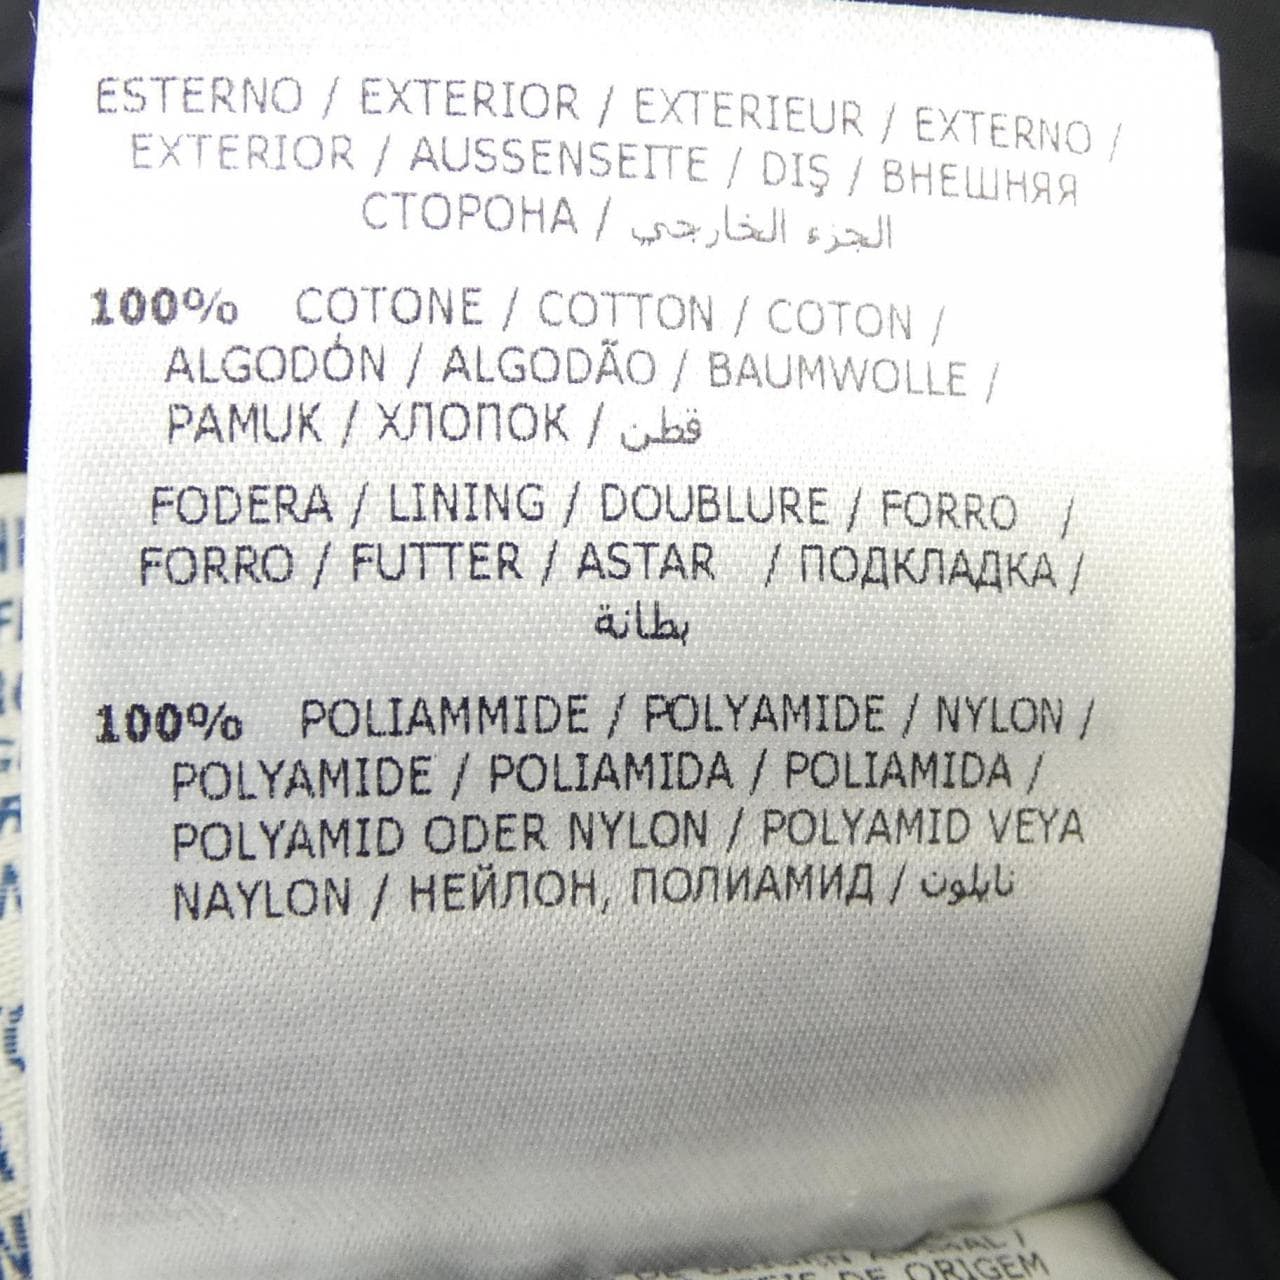 ESTERNO / EXTERIOR / EXTERIEUR / EXTERNO /
EXTERIOR / AUSSENSEITE / DIŞ / ВНЕШНЯЯ
СТОРОНА / الجزء الخارجي
100% COTONE / COTTON / COTON /
ALGODÓN / ALGODÃO / BAUMWOLLE /
PAMUK / ХЛОПОК / قطن
FODERA / LINING / DOUBLURE / FORRO /
FORRO / FUTTER / ASTAR / ПОДКЛАДКА /
بطانة
100% POLIAMMIDE / POLYAMIDE / NYLON /
POLYAMIDE / POLIAMIDA / POLIAMIDA /
POLYAMID ODER NYLON / POLYAMID VEYA
NAYLON / НЕЙЛОН, ПОЛИАМИД / نايلون
DE ORIGEM